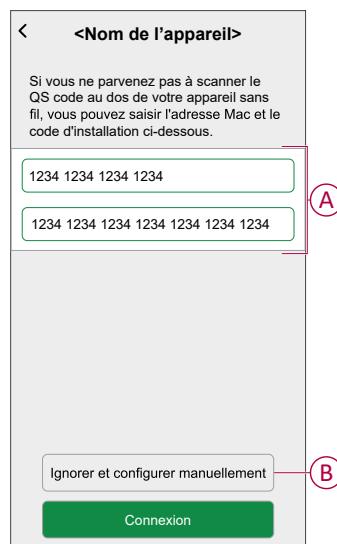 <Nom de l’appareil>
Si vous ne parvenez pas à scanner le
QS code au dos de votre appareil sans
fil, vous pouvez saisir l'adresse Mac et le
code d'installation ci-dessous.
1234 1234 1234 1234
1234 1234 1234 1234 1234 1234 1234
A
Ignorer et configurer manuellement
B
Connexion